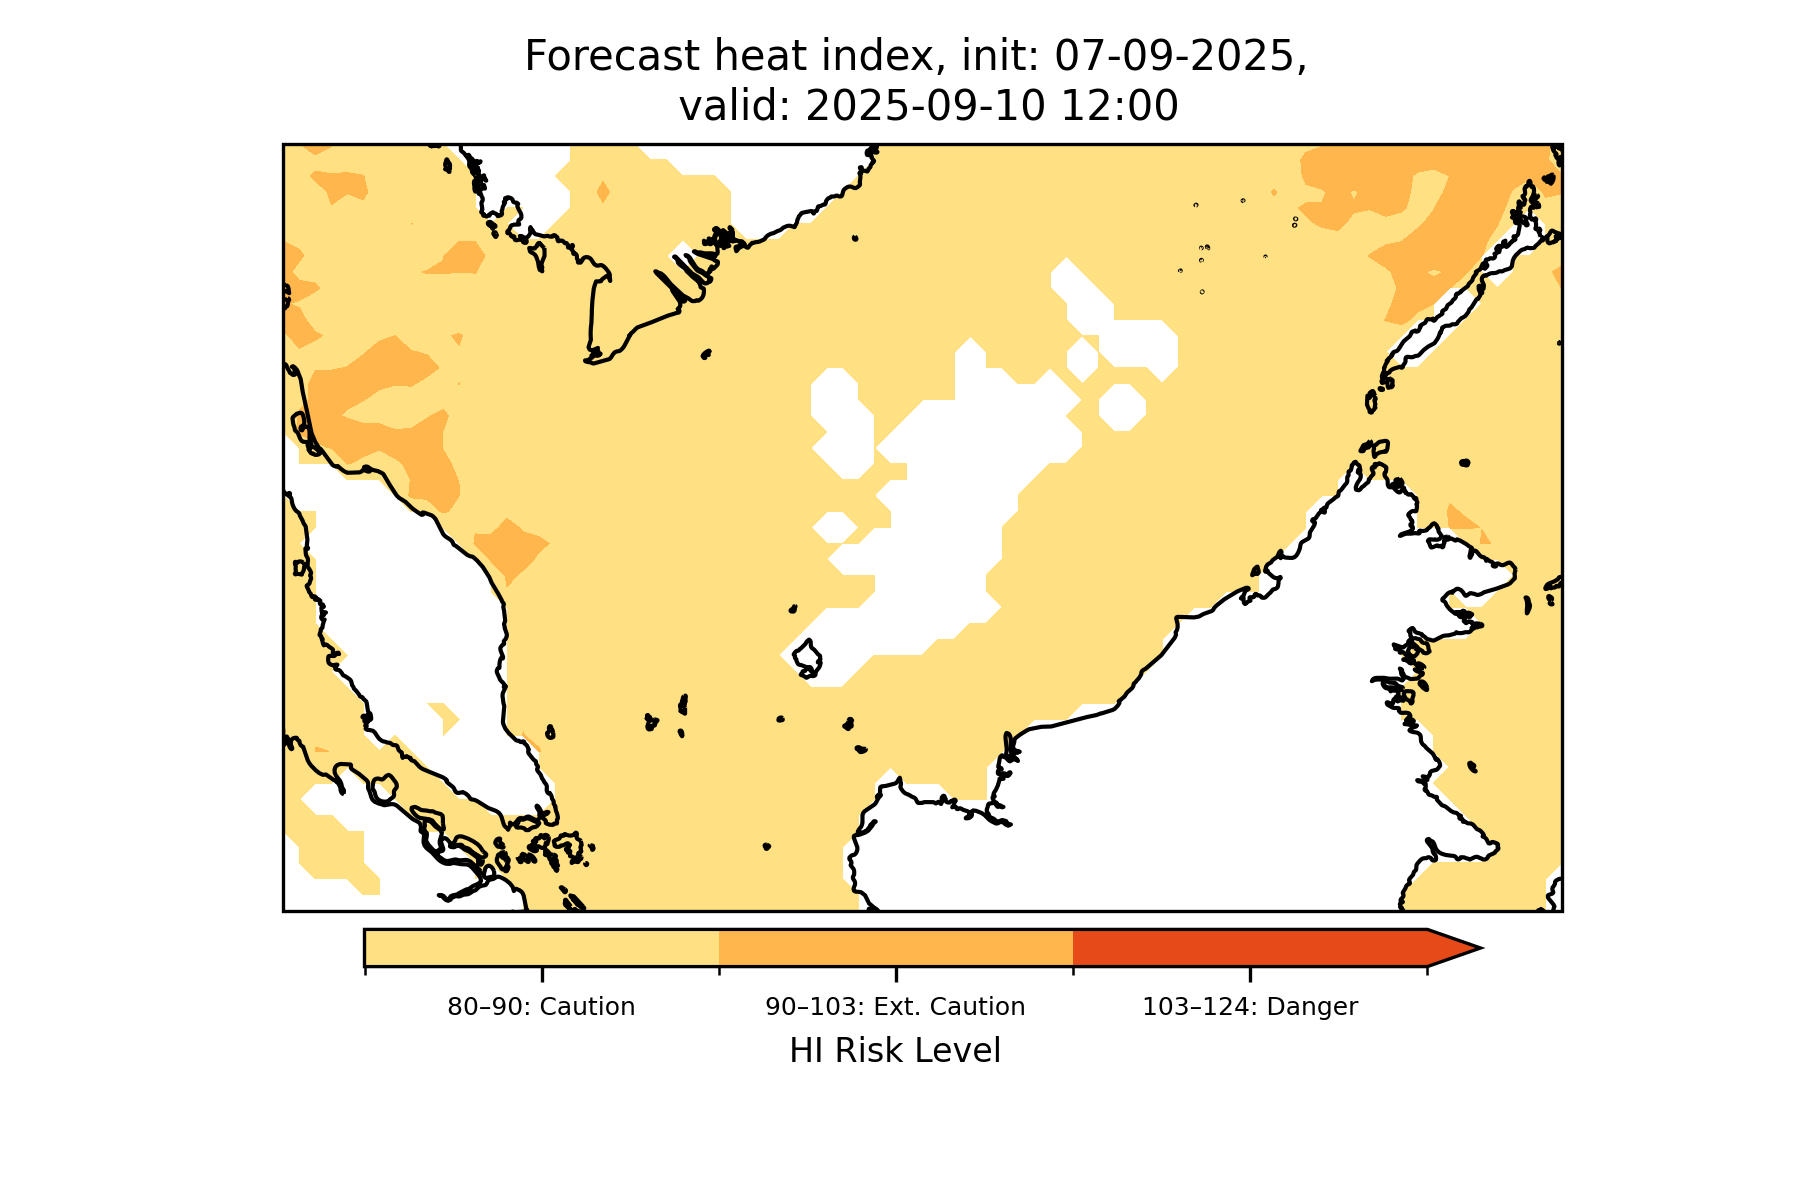 Forecast heat index, init: 07-09-2025,
valid: 2025-09-10 12:00
80–90: Caution
90–103: Ext. Caution
103–124: Danger
HI Risk Level